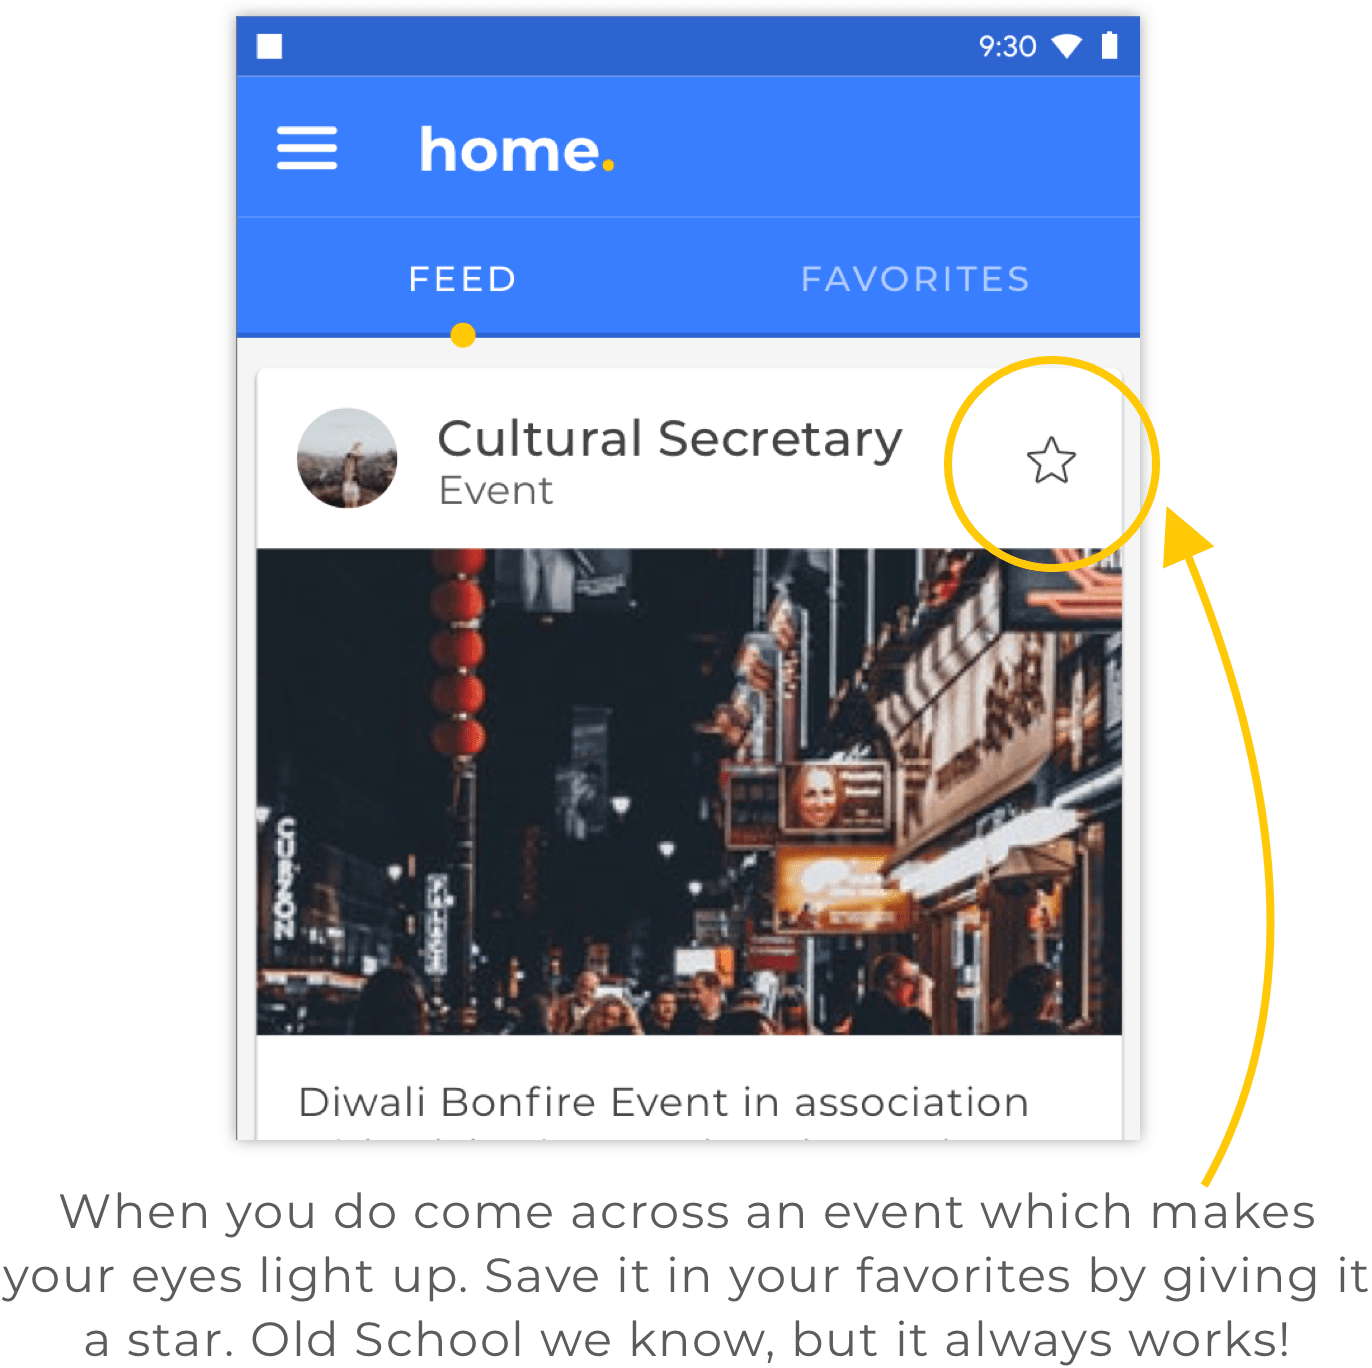 9:30
home.
FEED
FAVORITES
Cultural Secretary
Event
Diwali Bonfire Event in association
When you do come across an event which makes
your eyes light up. Save it in your favorites by giving it
a star. Old School we know, but it always works!